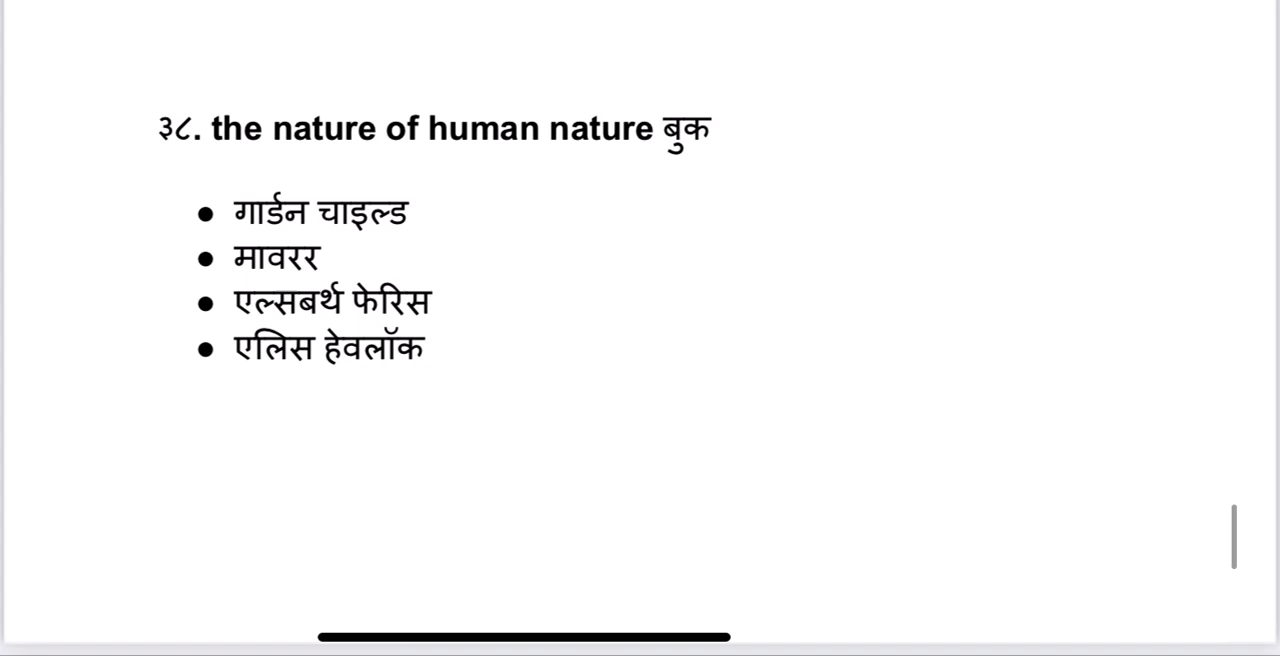 ३८. the nature of human nature बुक
● गार्डन चाइल्ड
● मावरर
● एल्सबर्थ फेरिस
● एलिस हेवलॉक